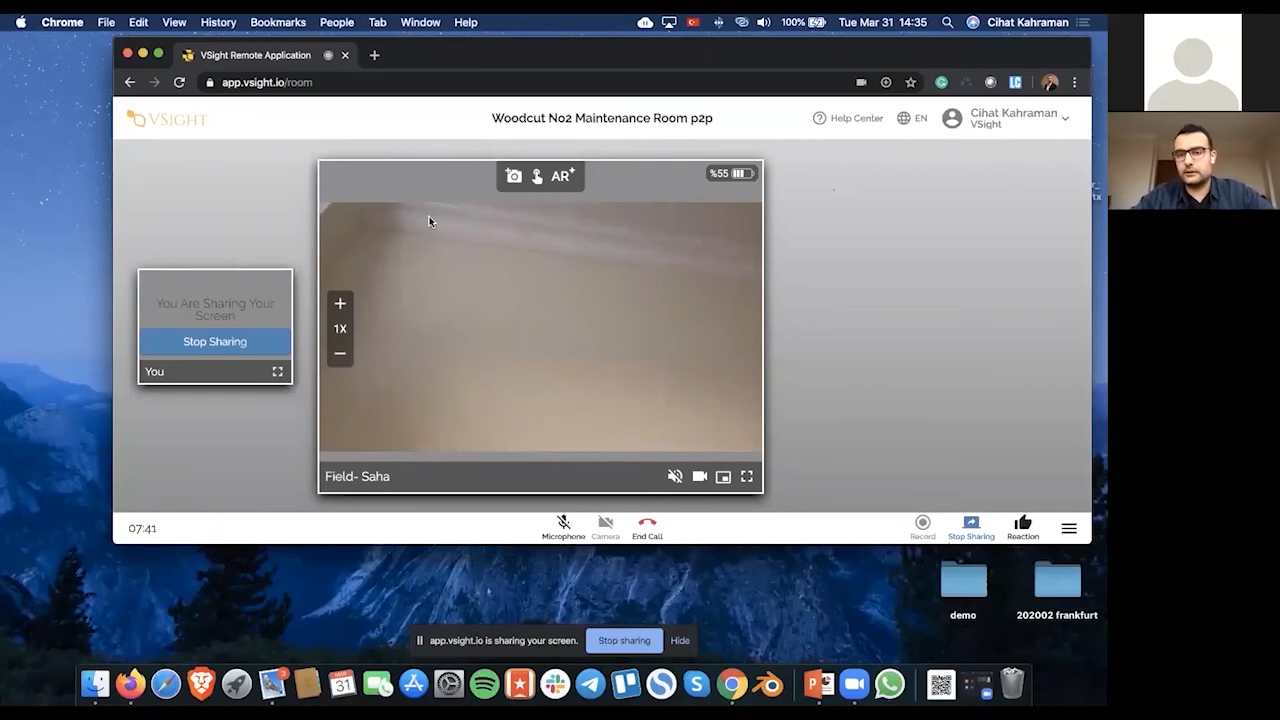 Chrome File Edit View History Bookmarks People Tab Window Help 100% Tue Mar 31 14:35 Cihat Kahraman
VSight Remote Application
app.vsight.io/room
VSIGHT
Woodcut No2 Maintenance Room p2p
Help Center
EN
Cihat Kahraman
VSight
AR+
%55
You Are Sharing Your
Screen
Stop Sharing
You
1X
Field- Saha
07:41
Microphone
Camera
End Call
Record
Stop Sharing
Reaction
demo
202002 frankfurt
app.vsight.io is sharing your screen.
Stop sharing
Hide
31
LC